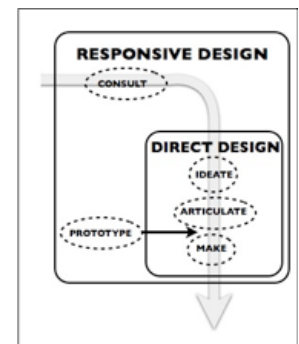 RESPONSIVE DESIGN
CONSULT
DIRECT DESIGN
IDEATE
ARTICULATE
PROTOTYPE
MAKE